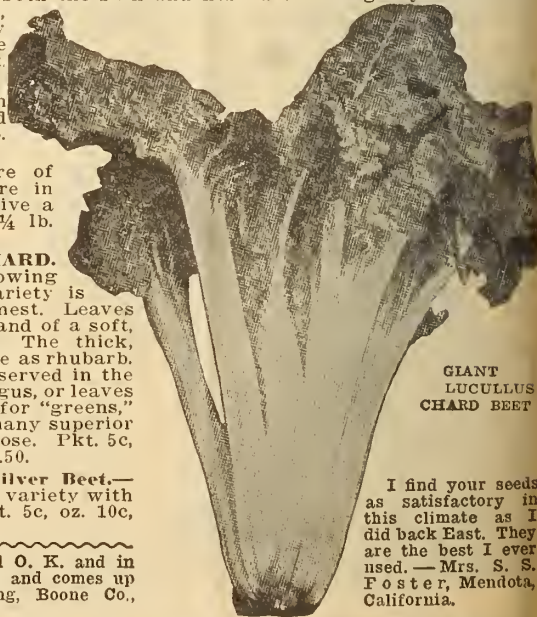 re of
re in
ive a
¼ lb.
ARD.
owing
ariety is
nest. Leaves
and of a soft,
The thick,
e as rhubarb.
served in the
gus, or leaves
for "greens,"
many superior
ose. Pkt. 5c,
.50.
ilver Beet.—
variety with
t. 5c, oz. 10c,
l O. K. and in
and comes up
ng, Boone Co.,
GIANT
LUCULLUS
CHARD BEET
I find your seeds
as satisfactory in
this climate as I
did back East. They
are the best I ever
used. — Mrs. S. S.
Foster, Mendota,
California.